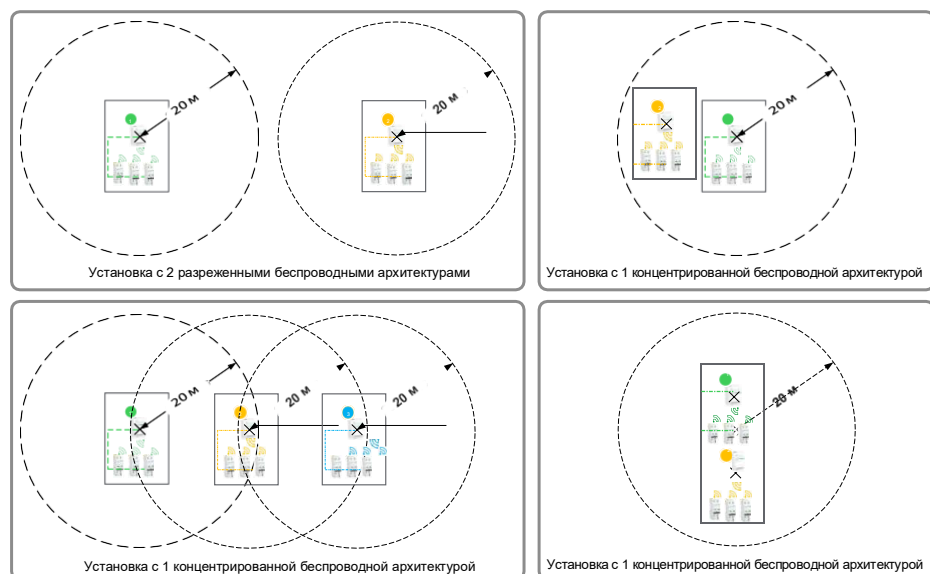 20 м
20 м
Установка с 2 разреженными беспроводными архитектурами
20 м
Установка с 1 концентрированной беспроводной архитектурой
20 м
20 м
20 м
Установка с 1 концентрированной беспроводной архитектурой
20 м
Установка с 1 концентрированной беспроводной архитектурой